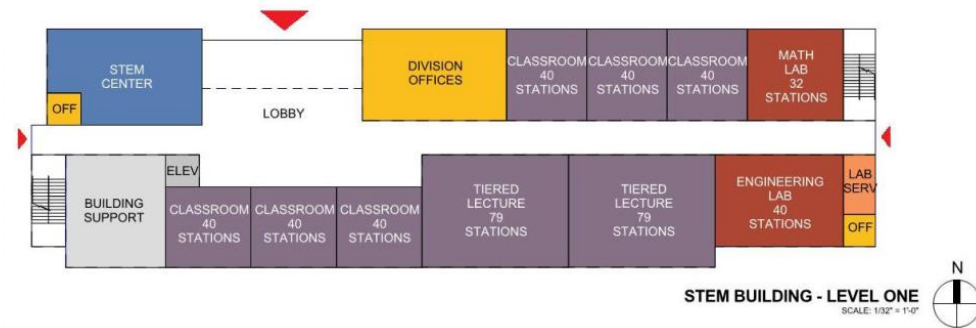 STEM
CENTER
OFF
LOBBY
DIVISION
OFFICES
CLASSROOM
40
STATIONS
CLASSROOM
40
STATIONS
CLASSROOM
40
STATIONS
MATH
LAB
32
STATIONS
BUILDING
SUPPORT
ELEV
CLASSROOM
40
STATIONS
CLASSROOM
40
STATIONS
CLASSROOM
40
STATIONS
TIERED
LECTURE
79
STATIONS
TIERED
LECTURE
79
STATIONS
ENGINEERING
LAB
40
STATIONS
LAB
SERV
OFF
STEM BUILDING - LEVEL ONE
SCALE: 1/32" = 1'-0"
N